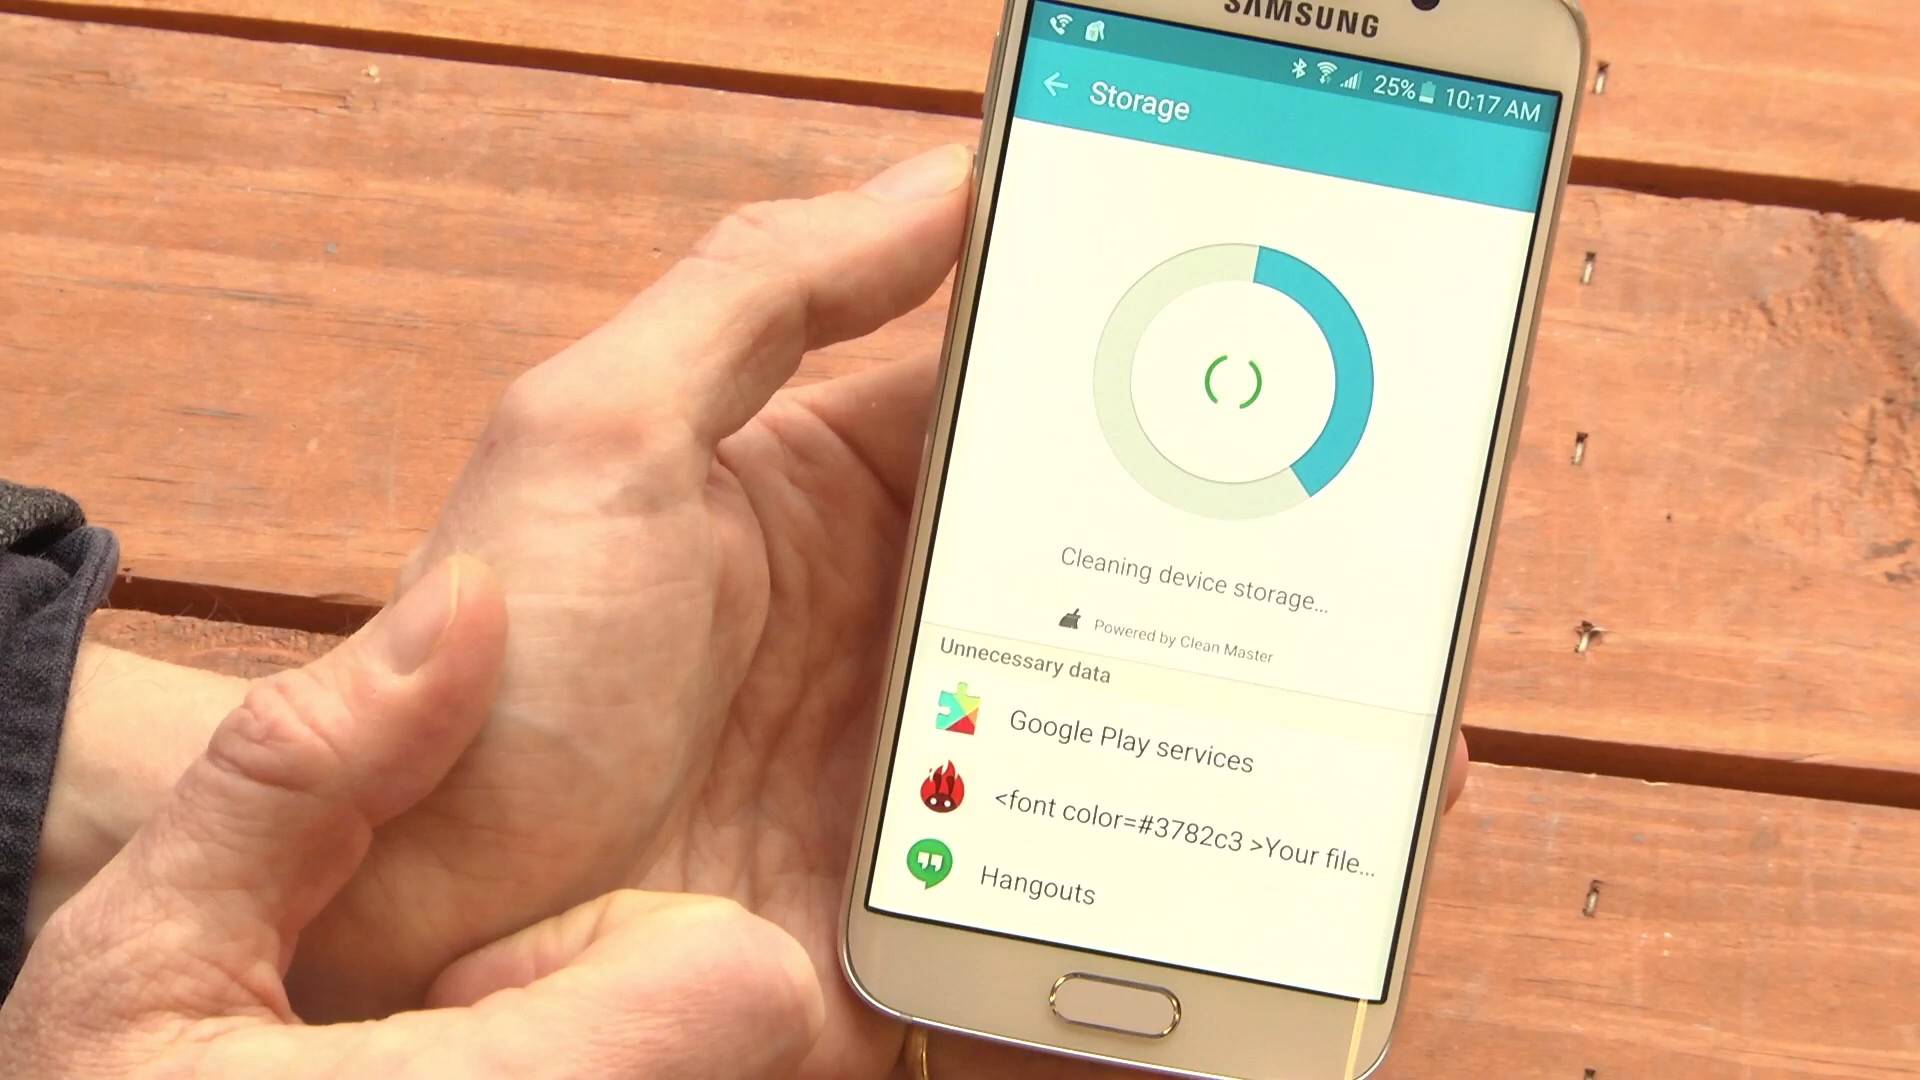 SAMSUNG
25% 10:17 AM
Storage
Cleaning device storage...
Powered by Clean Master
Unnecessary data
Google Play services
<font color=#3782c3 >Your file...
Hangouts